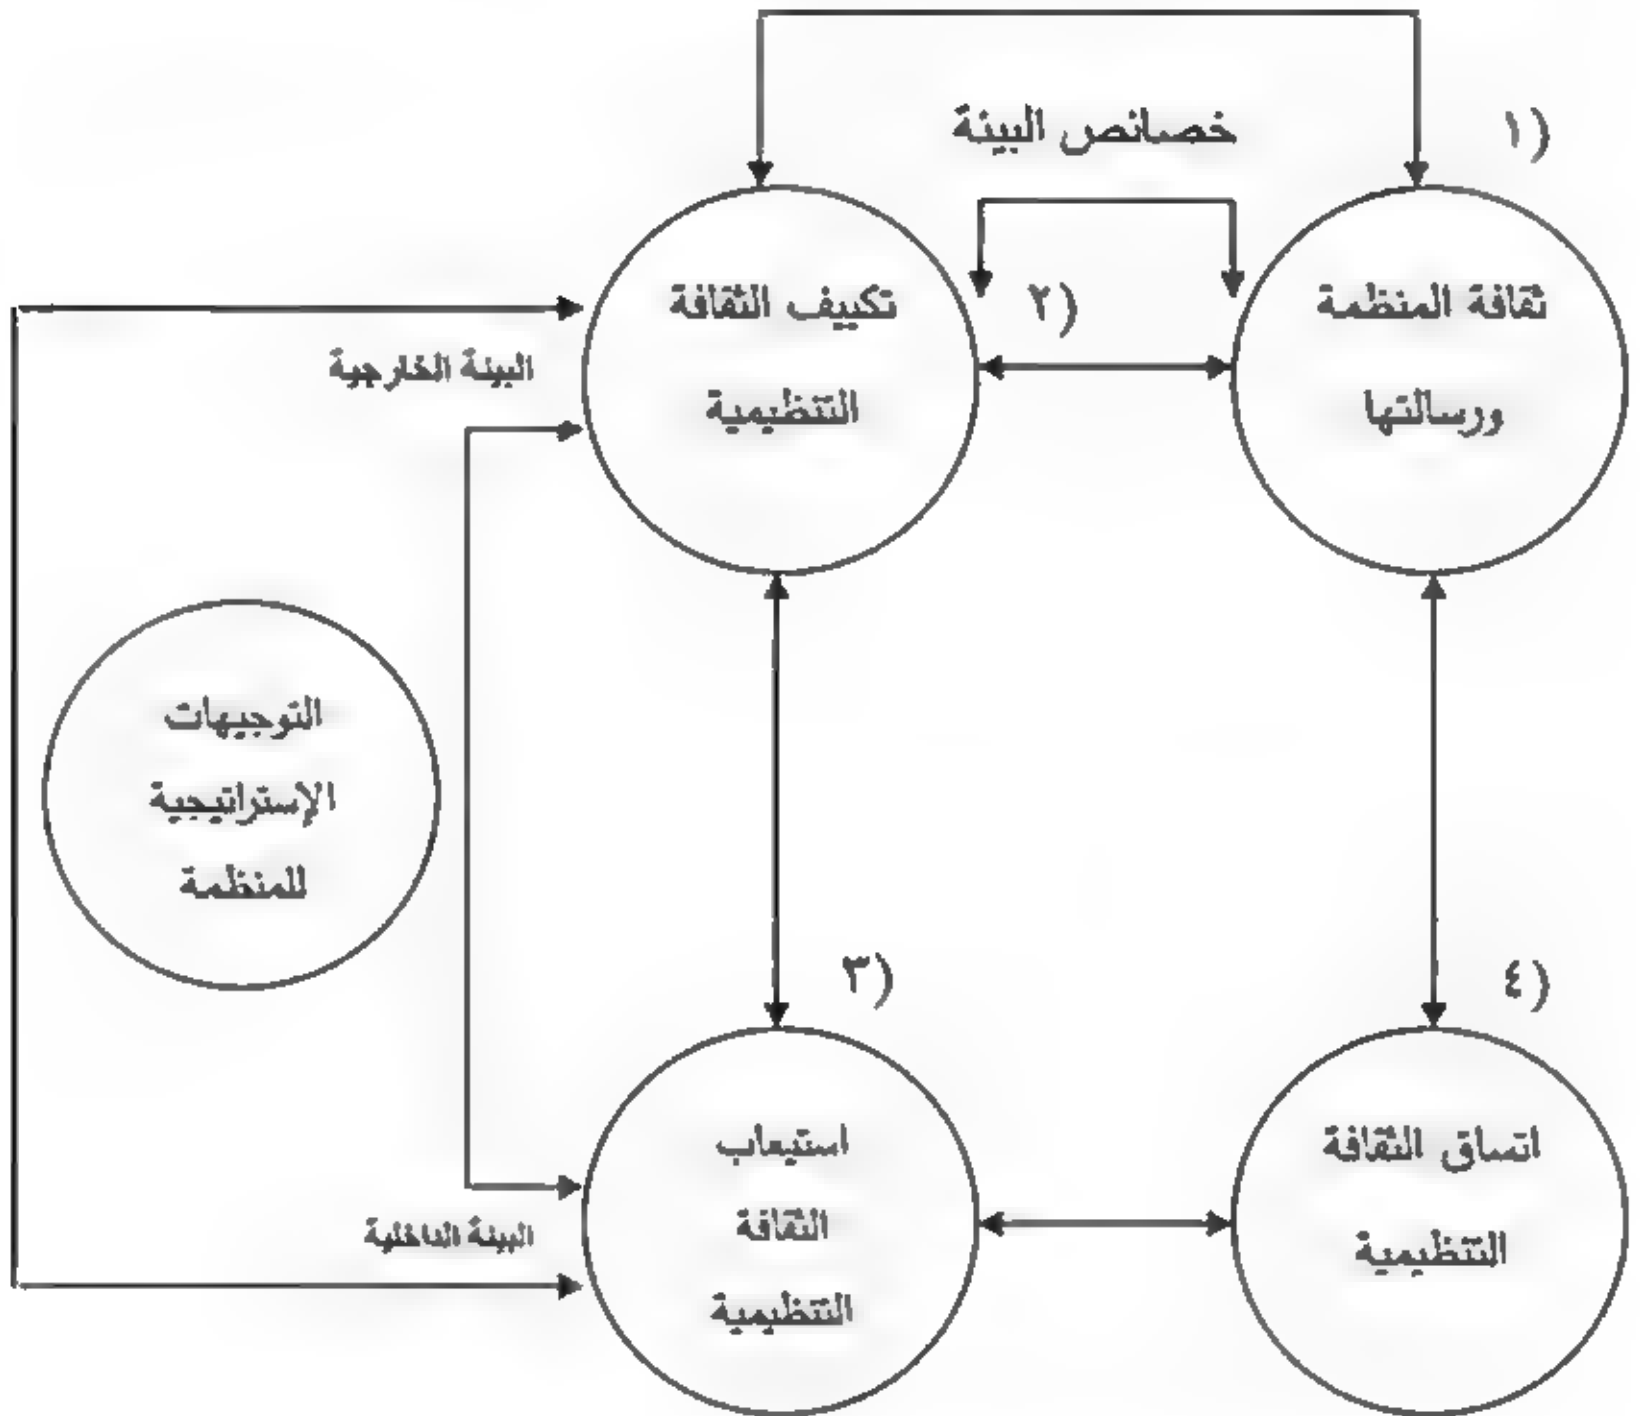 خصائص البيئة
١)
ثقافة المنظمة
ورسالتها
٢)
تكييف الثقافة
التنظيمية
البيئة الخارجية
التوجيهات
الإستراتيجية
للمنظمة
٣)
استيعاب
الثقافة
التنظيمية
البيئة الداخلية
٤)
اتساق الثقافة
التنظيمية